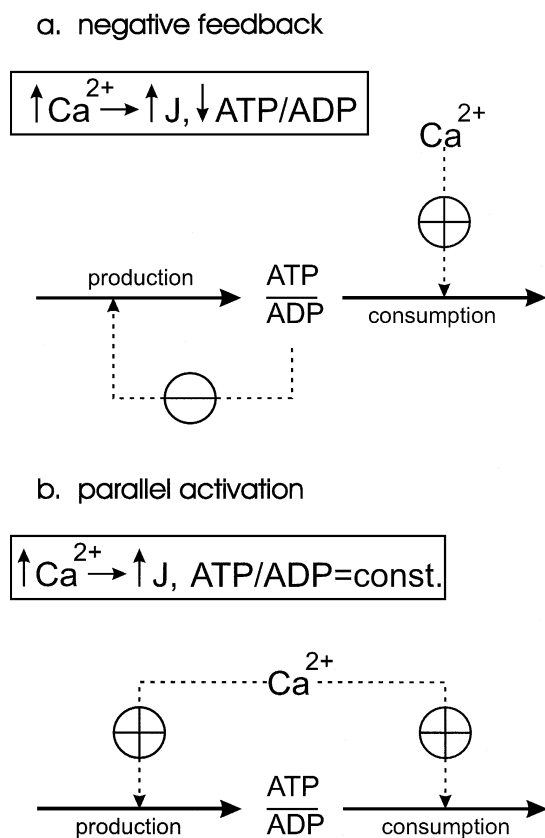 a. negative feedback
↑Ca2+→↑J,↓ATP/ADP
Ca2+
production
ATP
ADP
consumption
b. parallel activation
↑Ca2+→↑J, ATP/ADP=const.
Ca2+
ATP
ADP
production
consumption